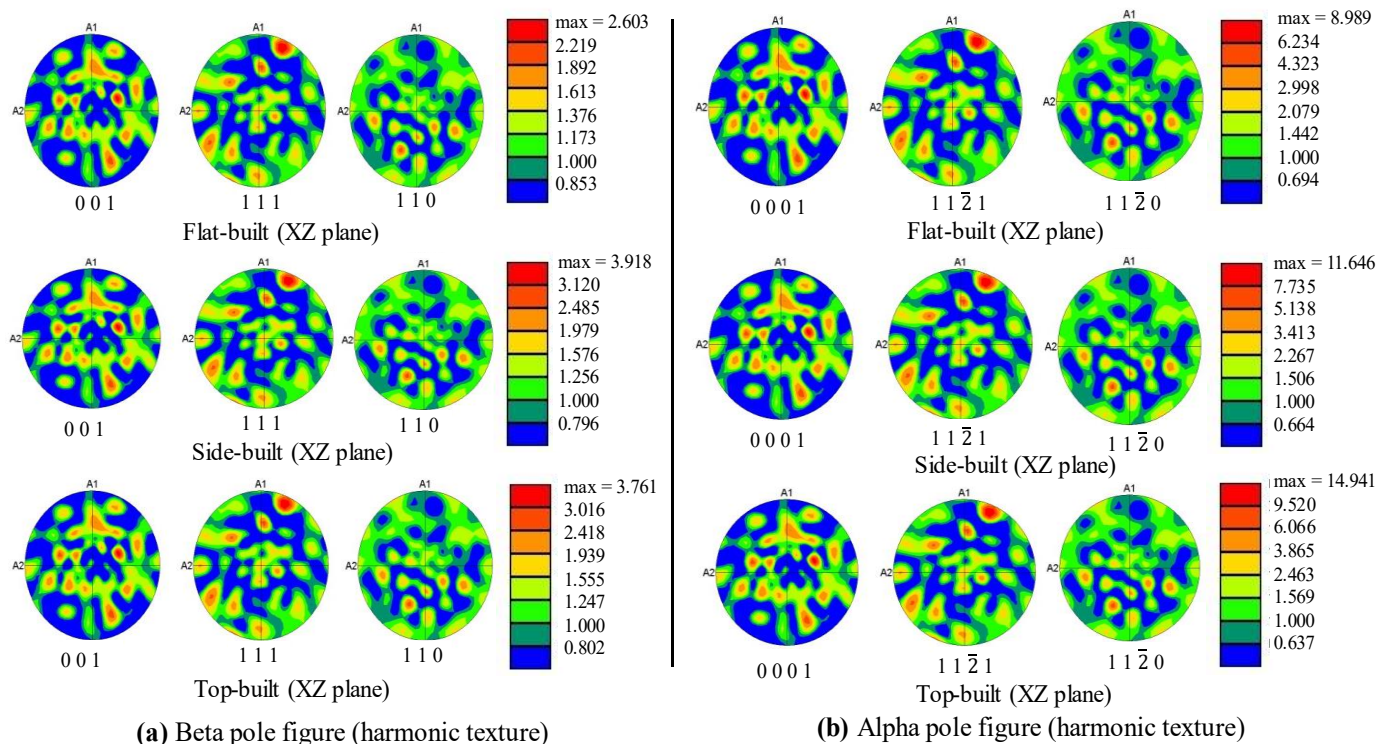 A1
A2
0 0 1
1 1 1
1 1 0
max = 2.603
2.219
1.892
1.613
1.376
1.173
1.000
0.853
Flat-built (XZ plane)
A1
A1
A2
A2
0 0 1
1 1 1
1 1 0
max = 3.918
3.120
2.485
1.979
1.576
1.256
1.000
0.796
Side-built (XZ plane)
A1
A1
A2
A2
0 0 1
1 1 1
1 1 0
max = 3.761
3.016
2.418
1.939
1.555
1.247
1.000
0.802
Top-built (XZ plane)
(a) Beta pole figure (harmonic texture)
A1
A1
A1
A2
A2
A2
0 0 0 1
1 1 2̅ 1
1 1 2̅ 0
max = 8.989
6.234
4.323
2.998
2.079
1.442
1.000
0.694
Flat-built (XZ plane)
A1
A1
A1
A2
A2
A2
0 0 0 1
1 1 2̅ 1
1 1 2̅ 0
max = 11.646
7.735
5.138
3.413
2.267
1.506
1.000
0.664
Side-built (XZ plane)
A1
A1
A1
A2
A2
A2
0 0 0 1
1 1 2̅ 1
1 1 2̅ 0
max = 14.941
9.520
6.066
3.865
2.463
1.569
1.000
0.637
Top-built (XZ plane)
(b) Alpha pole figure (harmonic texture)